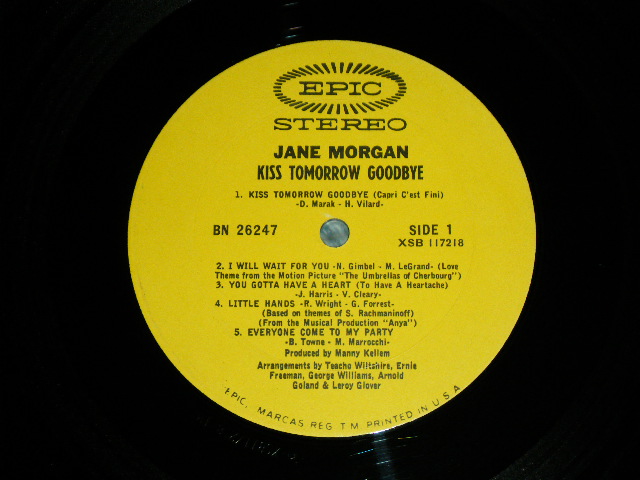 EPIC
STEREO
JANE MORGAN
KISS TOMORROW GOODBYE
1. KISS TOMORROW GOODBYE (Capri C'est Fini)
-D. Marak - H. Vilard-
BN 26247
SIDE 1
XSB 117218
2. I WILL WAIT FOR YOU -N. Gimbel - M. LeGrand- (Love
Theme from the Motion Picture "The Umbrellas of Cherbourg")
3. YOU GOTTA HAVE A HEART (To Have A Heartache)
-J. Harris - V. Cleary-
4. LITTLE HANDS -R. Wright - G. Forrest-
(Based on themes of S. Rachmaninoff)
(From the Musical Production "Anya")
5. EVERYONE COME TO MY PARTY
-B. Towne - M. Marrocchi-
Produced by Manny Kellem
Arrangements by Teacho Wiltshire, Ernie
Freeman, George Williams, Arnold
Goland & Leroy Glover
EPIC, MARCAS REG T M PRINTED IN U.S.A.